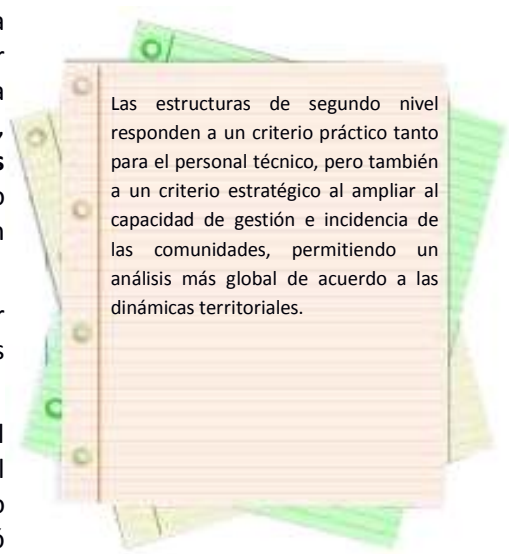 Las estructuras de segundo nivel
responden a un criterio práctico tanto
para el personal técnico, pero también
a un criterio estratégico al ampliar al
capacidad de gestión e incidencia de
las comunidades, permitiendo un
análisis más global de acuerdo a las
dinámicas territoriales.